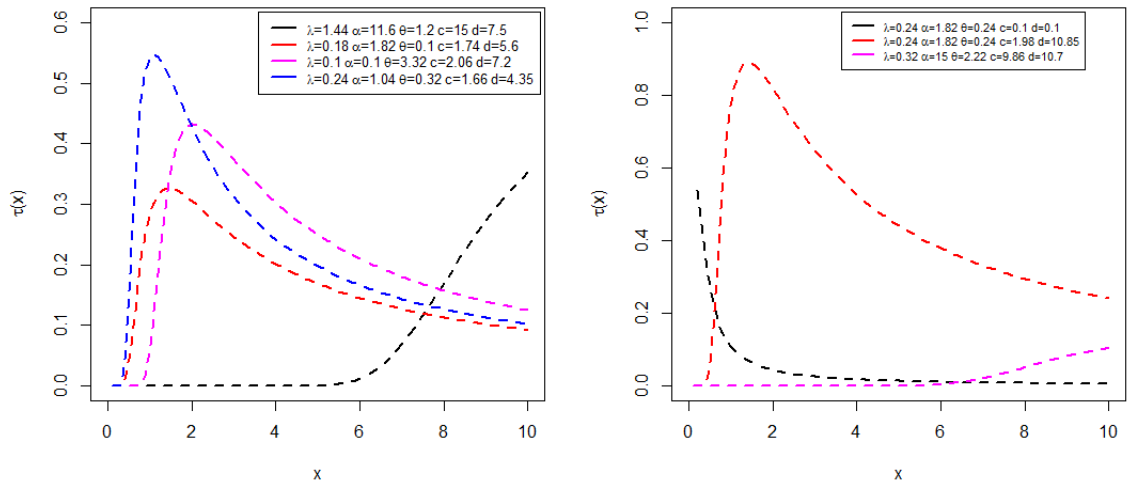 λ=1.44 α=11.6 θ=1.2 c=15 d=7.5
λ=0.18 α=1.82 θ=0.1 c=1.74 d=5.6
λ=0.1 α=0.1 θ=3.32 c=2.06 d=7.2
λ=0.24 α=1.04 θ=0.32 c=1.66 d=4.35
0.6
0.5
0.4
0.3
0.2
0.1
0.0
τ(x)
0 2 4 6 8 10
x
λ=0.24 α=1.82 θ=0.24 c=0.1 d=0.1
λ=0.24 α=1.82 θ=0.24 c=1.98 d=10.85
λ=0.32 α=15 θ=2.22 c=9.86 d=10.7
1.0
0.8
0.6
0.4
0.2
0.0
τ(x)
0 2 4 6 8 10
x